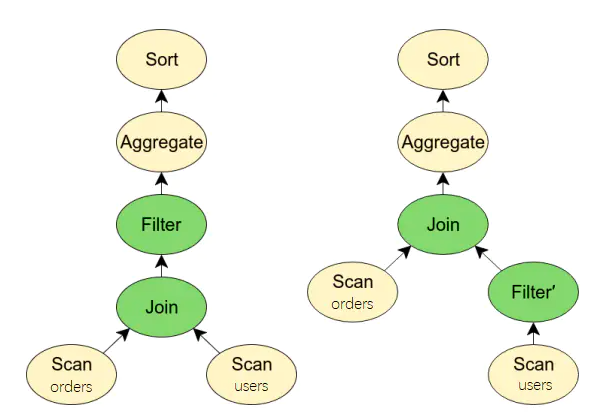 Sort
Aggregate
Filter
Join
Scan
orders
Scan
users
Sort
Aggregate
Join
Scan
orders
Filter′
Scan
users